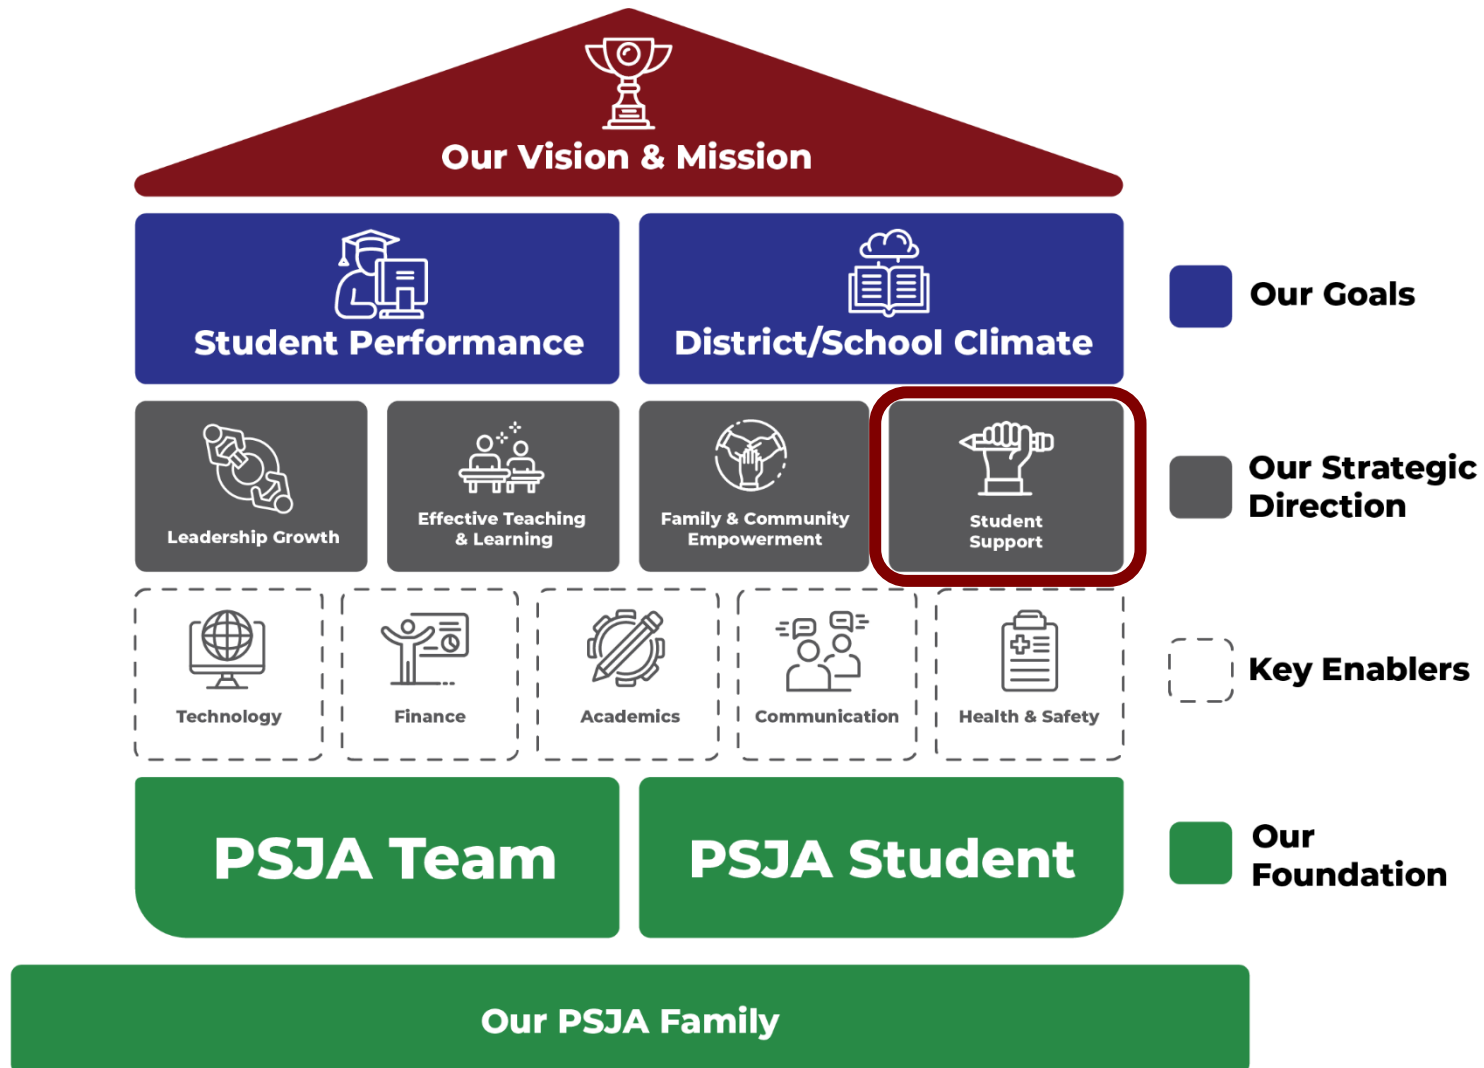 Our Vision & Mission
Student Performance
District/School Climate
Our Goals
Leadership Growth
Effective Teaching
& Learning
Family & Community
Empowerment
Student
Support
Our Strategic
Direction
Technology
Finance
Academics
Communication
Health & Safety
Key Enablers
PSJA Team
PSJA Student
Our
Foundation
Our PSJA Family